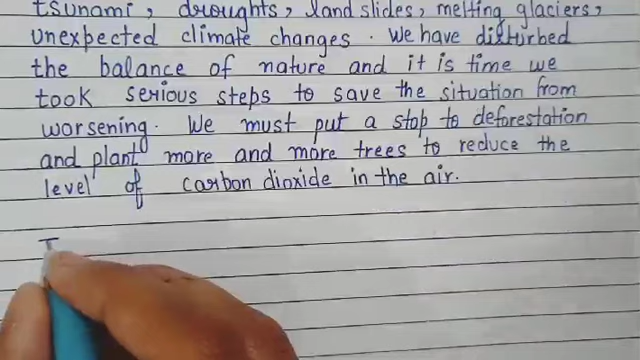 tsunami, droughts, land slides, melting glaciers,
unexpected climate changes. We have disturbed
the balance of nature and it is time we
took serious steps to save the situation from
worsening. We must put a stop to deforestation
and plant more and more trees to reduce the
level of carbon dioxide in the air.